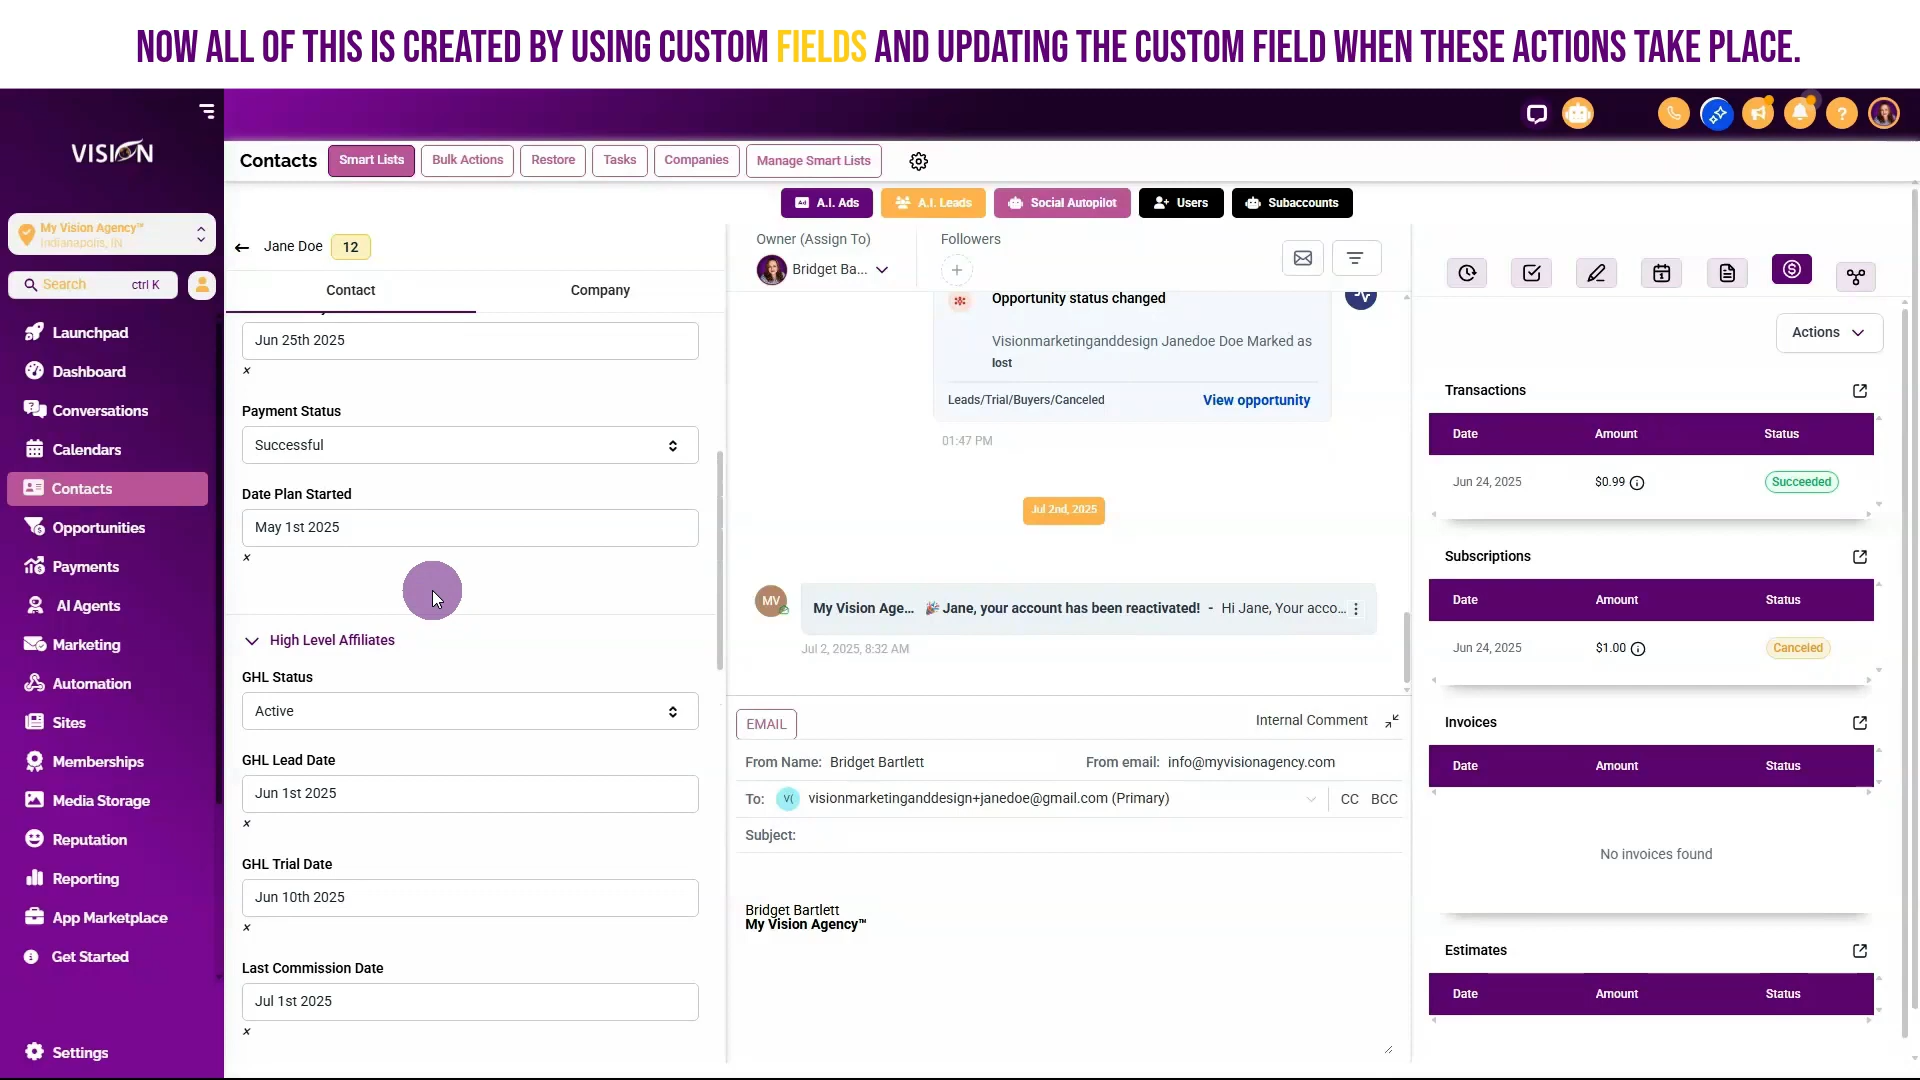 NOW ALL OF THIS IS CREATED BY USING CUSTOM FIELDS AND UPDATING THE CUSTOM FIELD WHEN THESE ACTIONS TAKE PLACE.
VISION
My Vision Agency™
Indianapolis, IN
Search ctrl K
Launchpad
Dashboard
Conversations
Calendars
Contacts
Opportunities
Payments
AI Agents
Marketing
Automation
Sites
Memberships
Media Storage
Reputation
Reporting
App Marketplace
Get Started
Settings
Contacts Smart Lists Bulk Actions Restore Tasks Companies Manage Smart Lists
A.I. Ads A.I. Leads Social Autopilot Users Subaccounts
Jane Doe 12
Contact Company
Jun 25th 2025
Payment Status
Successful
Date Plan Started
May 1st 2025
High Level Affiliates
GHL Status
Active
GHL Lead Date
Jun 1st 2025
GHL Trial Date
Jun 10th 2025
Last Commission Date
Jul 1st 2025
Owner (Assign To) Followers
Bridget Ba...
Opportunity status changed
Visionmarketinganddesign Janedoe Doe Marked as
lost
Leads/Trial/Buyers/Canceled View opportunity
01:47 PM
Jul 2nd, 2025
MV My Vision Age... 🎉 Jane, your account has been reactivated! - Hi Jane, Your acco...
Jul 2, 2025, 8:32 AM
EMAIL Internal Comment
From Name: Bridget Bartlett From email: info@myvisionagency.com
To: V( visionmarketinganddesign+janedoe@gmail.com (Primary) CC BCC
Subject:
Bridget Bartlett
My Vision Agency™
Actions
Transactions
Date Amount Status
Jun 24, 2025 $0.99 Succeeded
Subscriptions
Date Amount Status
Jun 24, 2025 $1.00 Canceled
Invoices
Date Amount Status
No invoices found
Estimates
Date Amount Status